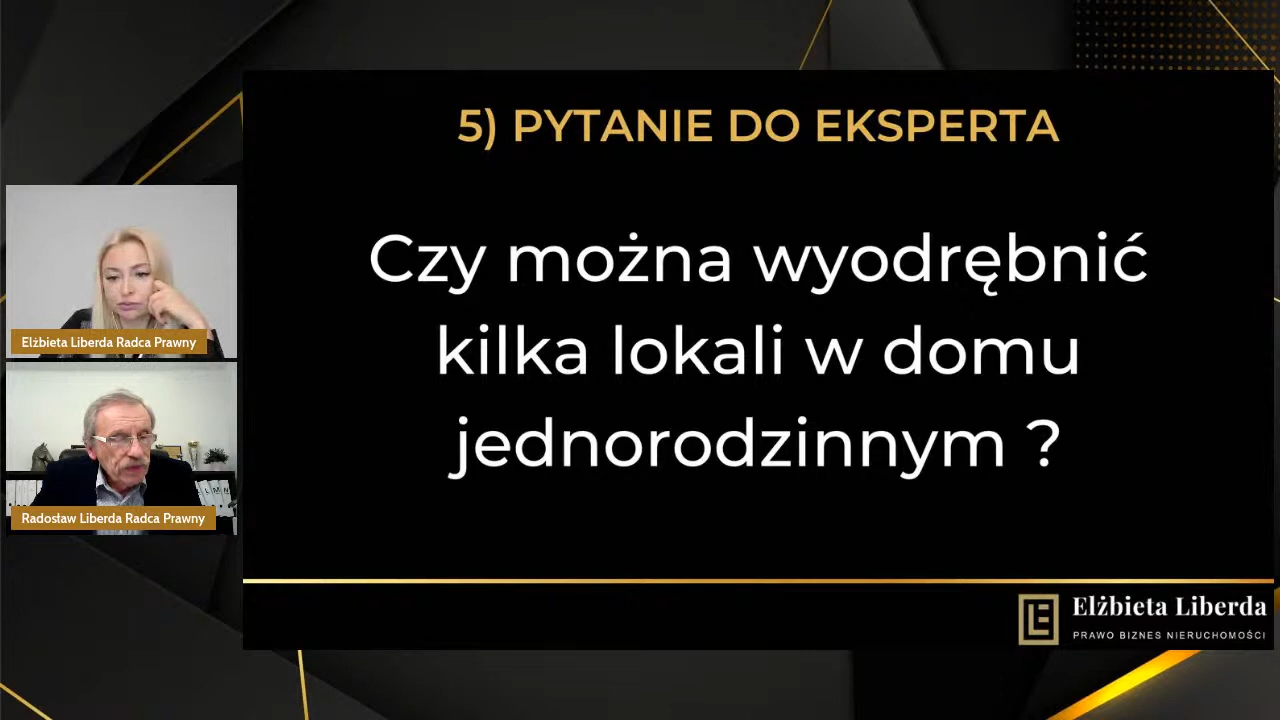 5) PYTANIE DO EKSPERTA
Czy można wyodrębnić
kilka lokali w domu
jednorodzinnym ?
Elżbieta Liberda Radca Prawny
Radosław Liberda Radca Prawny
Elżbieta Liberda
PRAWO BIZNES NIERUCHOMOŚCI